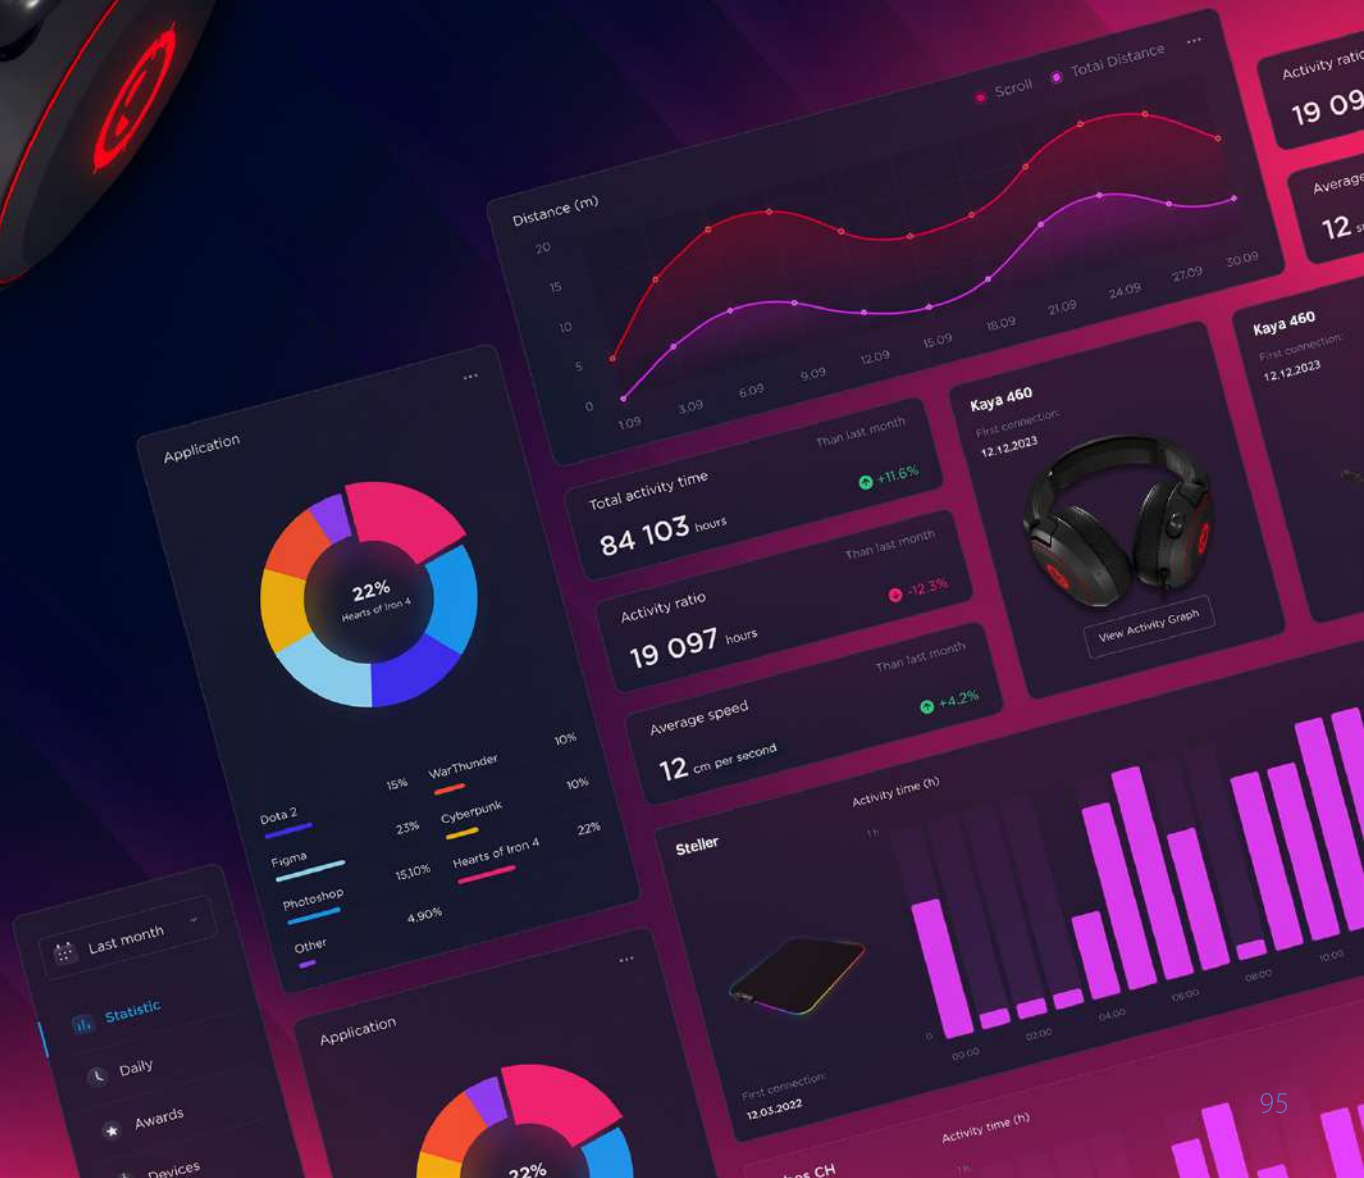 Scroll
Total Distance
Distance (m)
20
15
10
5
0
1.09
3.09
6.09
9.09
12.09
15.09
18.09
21.09
24.09
27.09
30.09
Activity ratio
19 09
Average
12
Application
22%
Hearts of Iron 4
Dota 2
15%
Figma
23%
Photoshop
15,10%
Other
4,90%
WarThunder
10%
Cyberpunk
10%
Hearts of Iron 4
22%
Total activity time
Than last month
84 103 hours
+11.6%
Activity ratio
Than last month
19 097 hours
-12.3%
Average speed
Than last month
12 cm per second
+4.2%
Kaya 460
First connection:
12.12.2023
View Activity Graph
Kaya 460
First connection:
12.12.2023
Steller
Activity time (h)
1 h
0
00:00
02:00
04:00
06:00
08:00
10:00
First connection:
12.03.2022
Last month
Statistic
Daily
Awards
Devices
Application
22%
Activity time (h)
1 h
CH
95